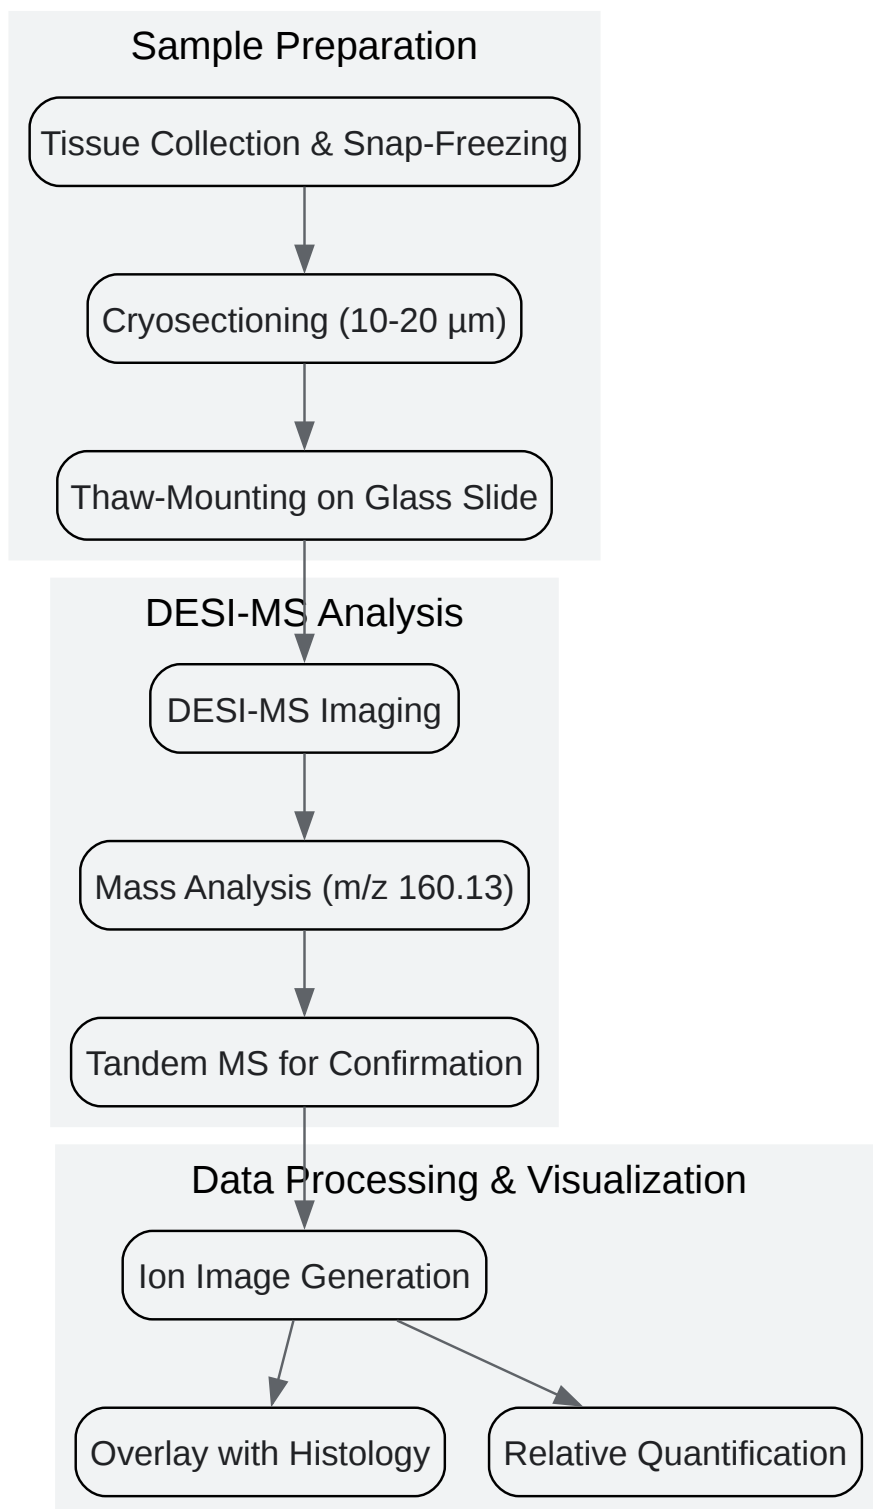 Sample Preparation
Tissue Collection & Snap-Freezing
Cryosectioning (10-20 µm)
Thaw-Mounting on Glass Slide
DESI-MS Analysis
DESI-MS Imaging
Mass Analysis (m/z 160.13)
Tandem MS for Confirmation
Data Processing & Visualization
Ion Image Generation
Overlay with Histology
Relative Quantification